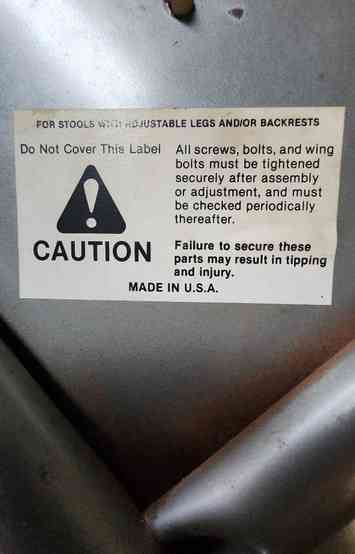 FOR STOOLS WITH ADJUSTABLE LEGS AND/OR BACKRESTS
Do Not Cover This Label
CAUTION
All screws, bolts, and wing
bolts must be tightened
securely after assembly
or adjustment, and must
be checked periodically
thereafter.
Failure to secure these
parts may result in tipping
and injury.
MADE IN U.S.A.